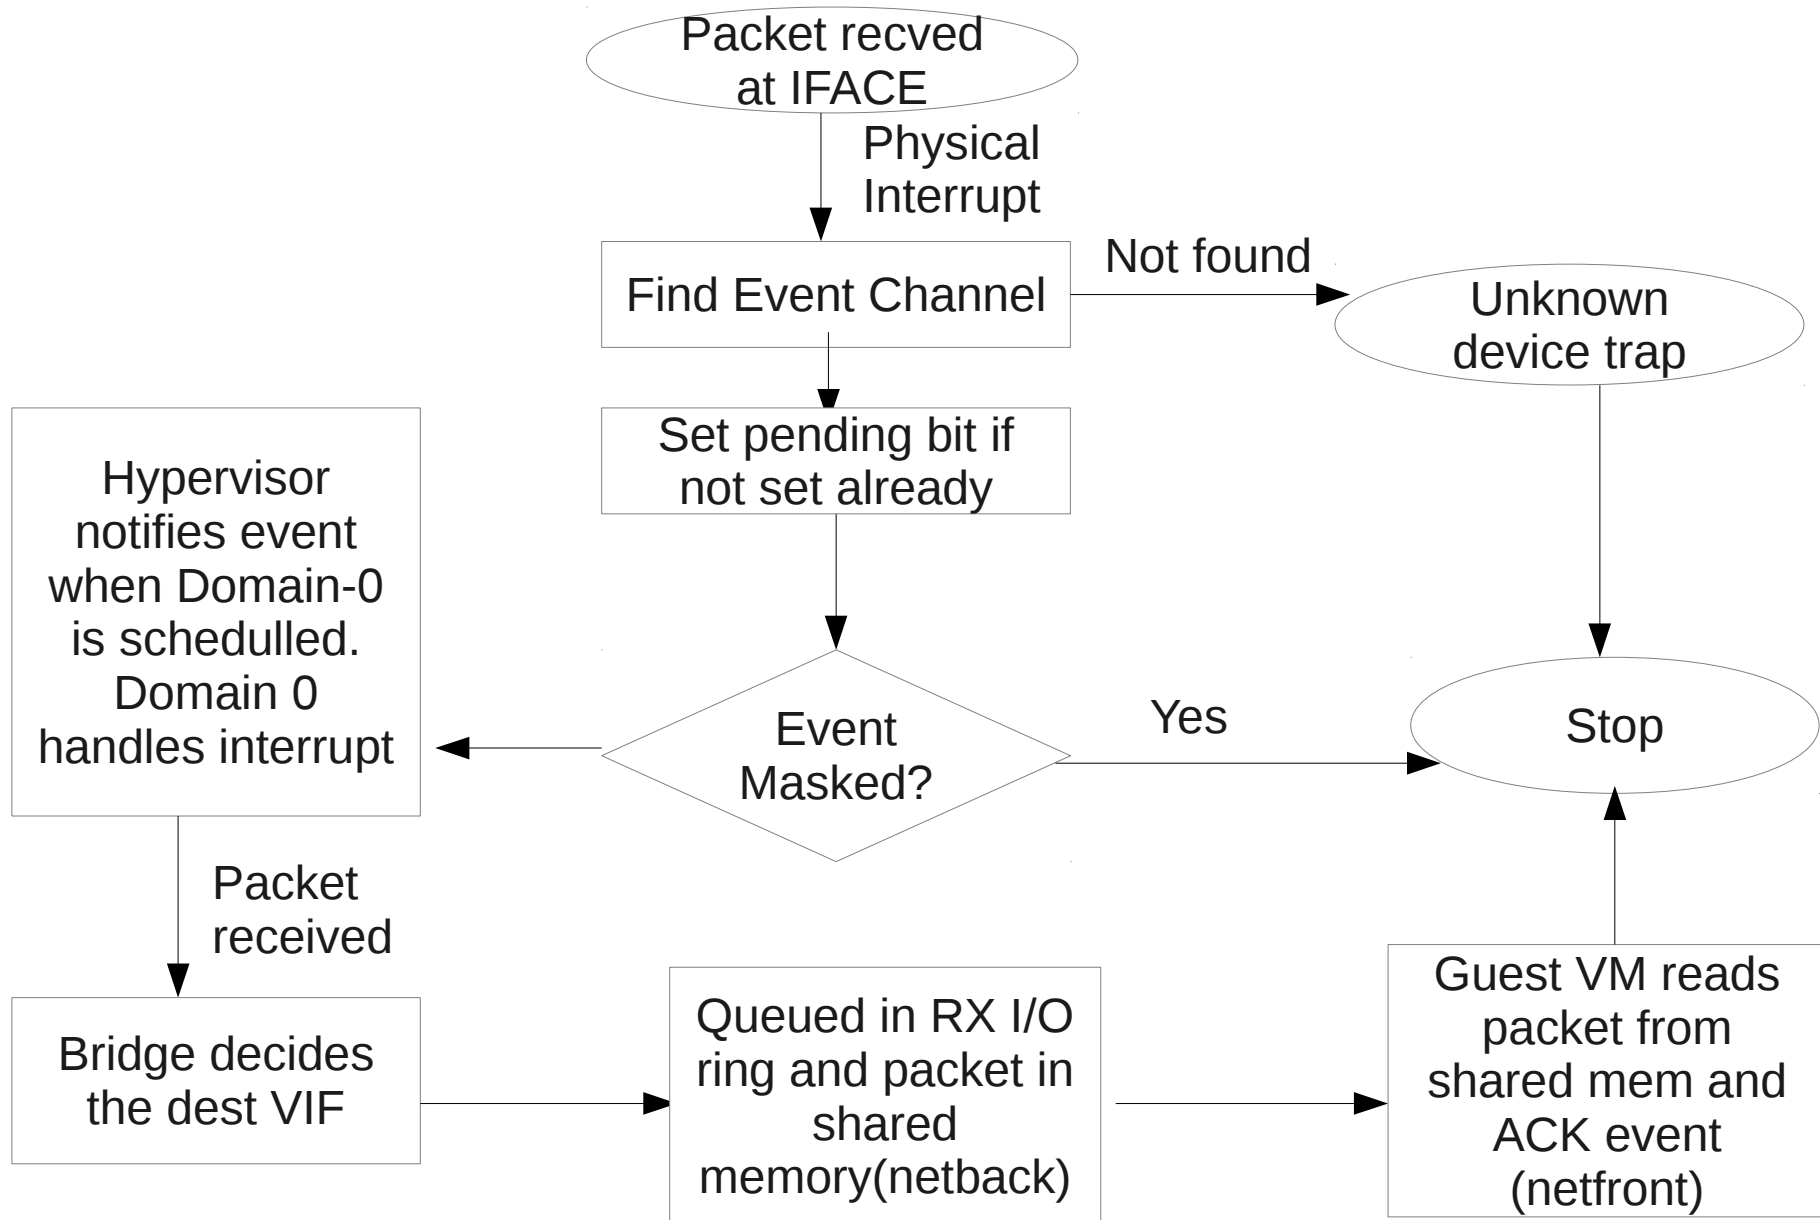 Packet recved
at IFACE
Physical
Interrupt
Find Event Channel
Not found
Unknown
device trap
Set pending bit if
not set already
Hypervisor
notifies event
when Domain-0
is schedulled.
Domain 0
handles interrupt
Event
Masked?
Yes
Stop
Packet
received
Bridge decides
the dest VIF
Queued in RX I/O
ring and packet in
shared
memory(netback)
Guest VM reads
packet from
shared mem and
ACK event
(netfront)